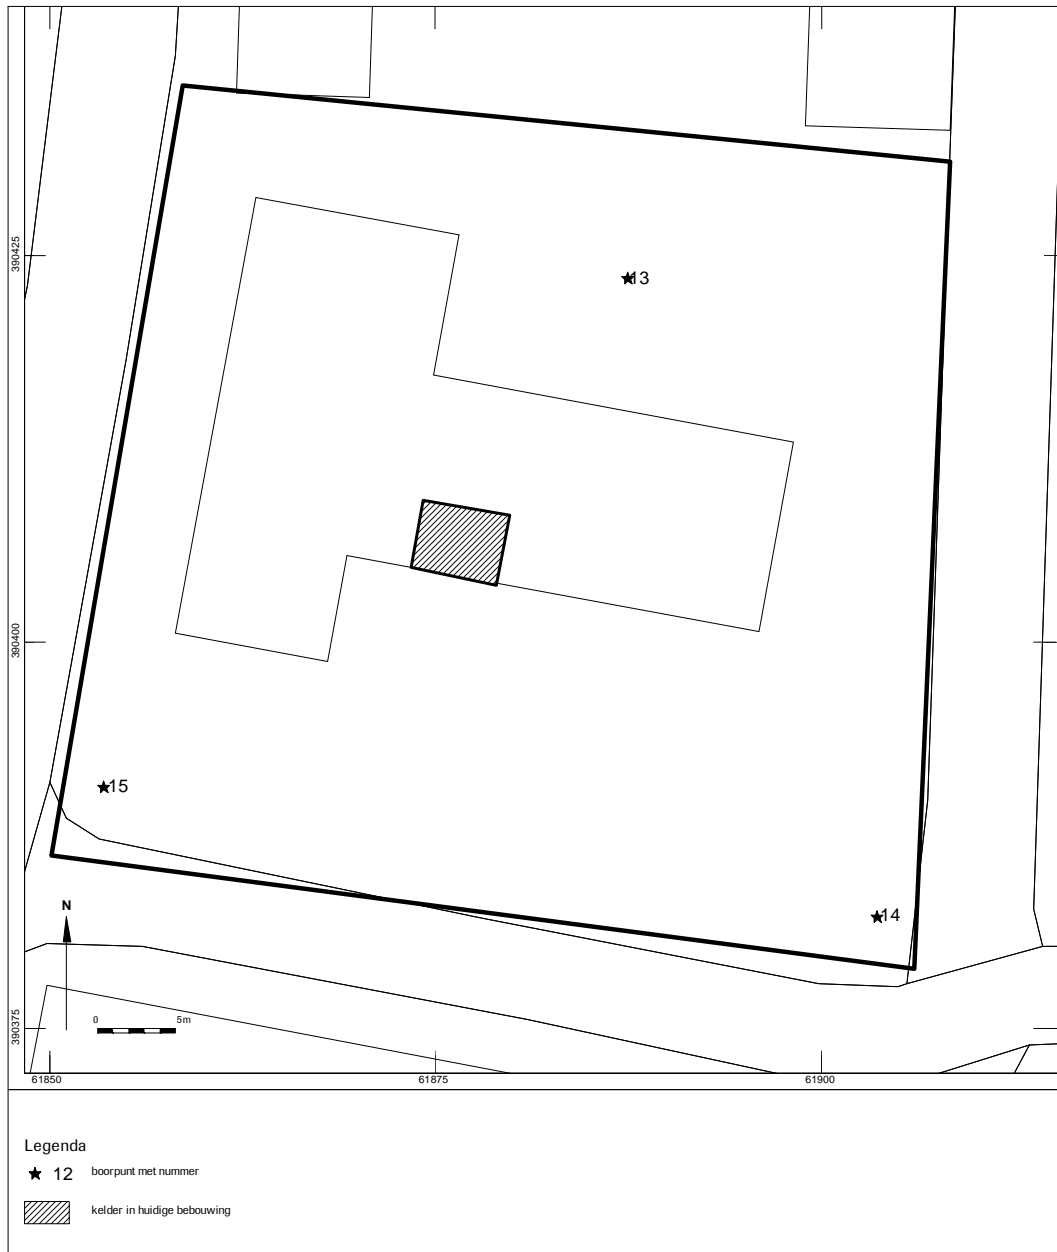 390425
13
390400
15
14
N
0 5m
390375
61850 61875 61900
Legenda
12 boorpunt met nummer
kelder in huidige bebouwing